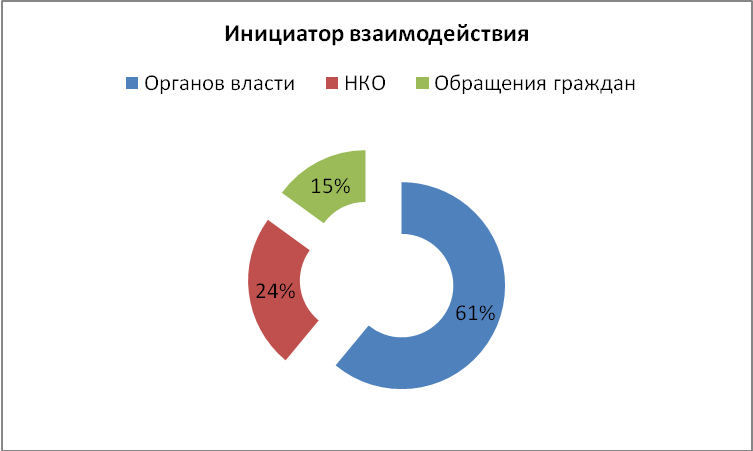 Инициатор взаимодействия
Органов власти НКО Обращения граждан
15%
24%
61%